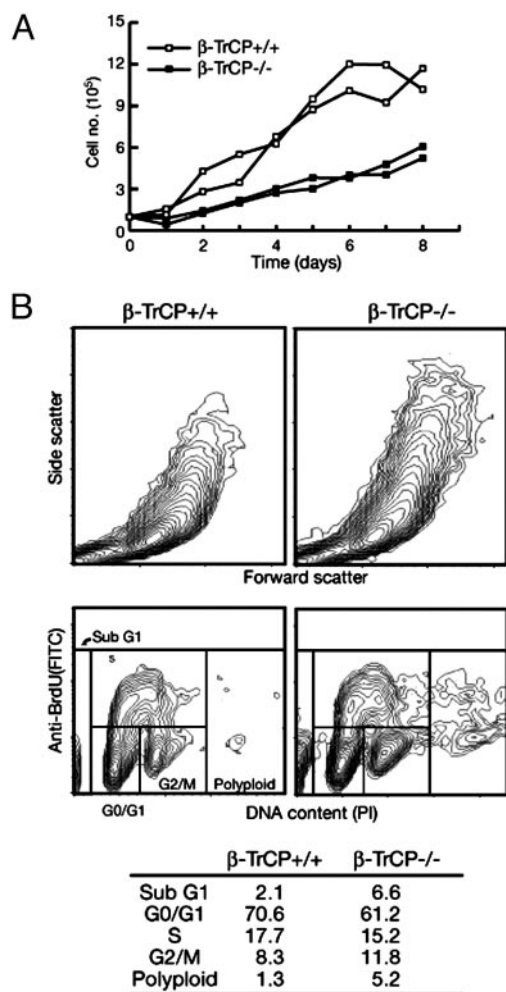 A
β-TrCP+/+
β-TrCP-/-
Cell no. (10⁵)
15
12
9
6
3
0
0 2 4 6 8
Time (days)
B
β-TrCP+/+ β-TrCP-/-
Side scatter
Forward scatter
Anti-BrdU(FITC)
Sub G1
S
G2/M
Polyploid
G0/G1
DNA content (PI)
β-TrCP+/+ β-TrCP-/-
Sub G1 2.1 6.6
G0/G1 70.6 61.2
S 17.7 15.2
G2/M 8.3 11.8
Polyploid 1.3 5.2